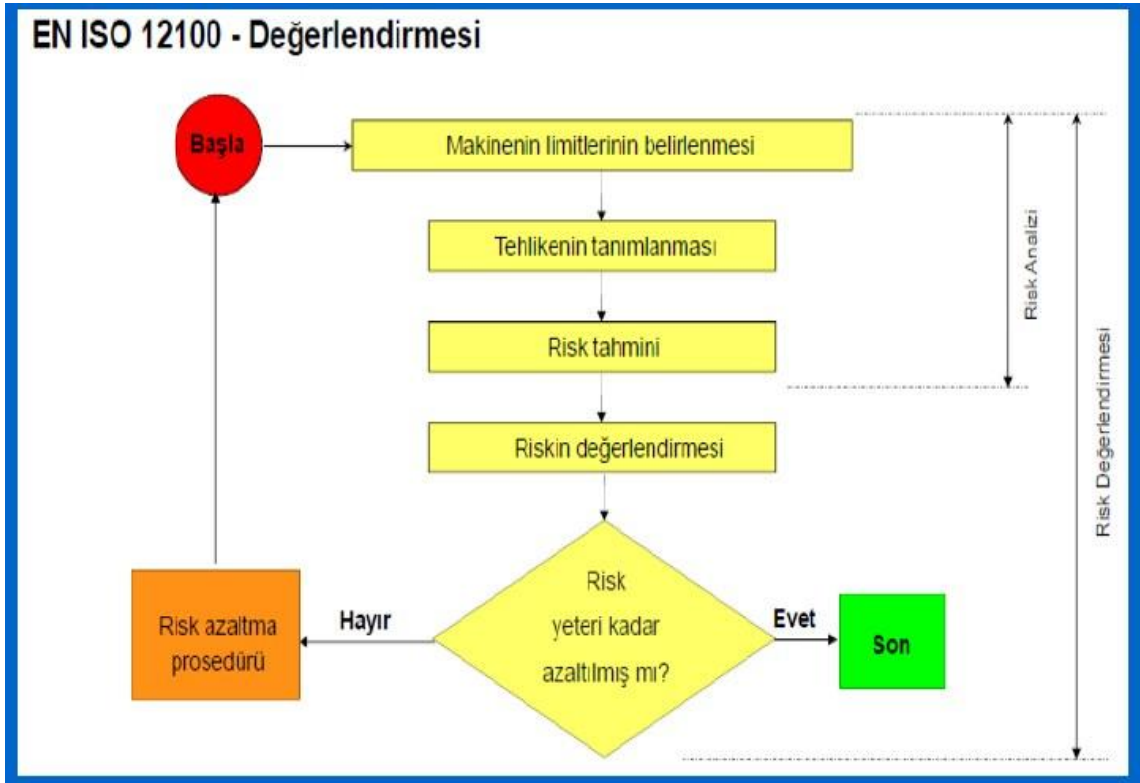 EN ISO 12100 - Değerlendirmesi
Başla
Makinenin limitlerinin belirlenmesi
Tehlikenin tanımlanması
Risk tahmini
Riskin değerlendirmesi
Risk
yeteri kadar
azaltılmış mı?
Hayır
Evet
Risk azaltma
prosedürü
Son
Risk Analizi
Risk Değerlendirmesi